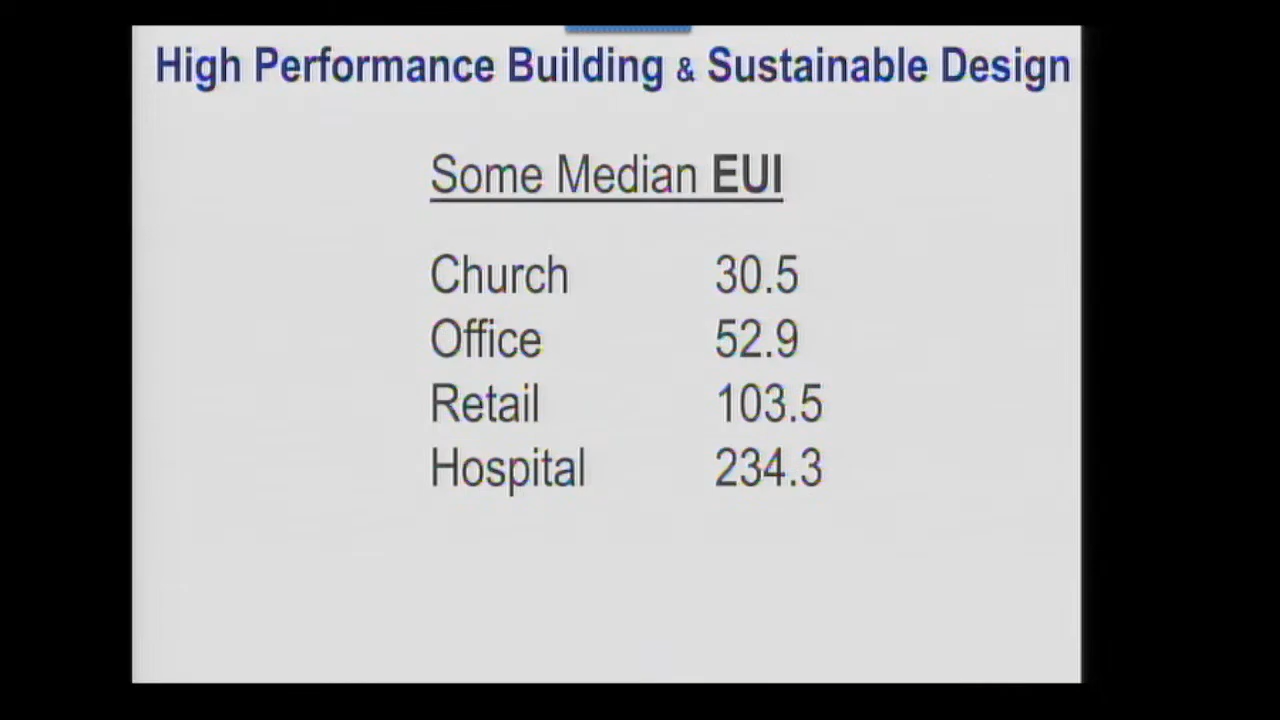 High Performance Building & Sustainable Design
Some Median EUI
Church 30.5
Office 52.9
Retail 103.5
Hospital 234.3